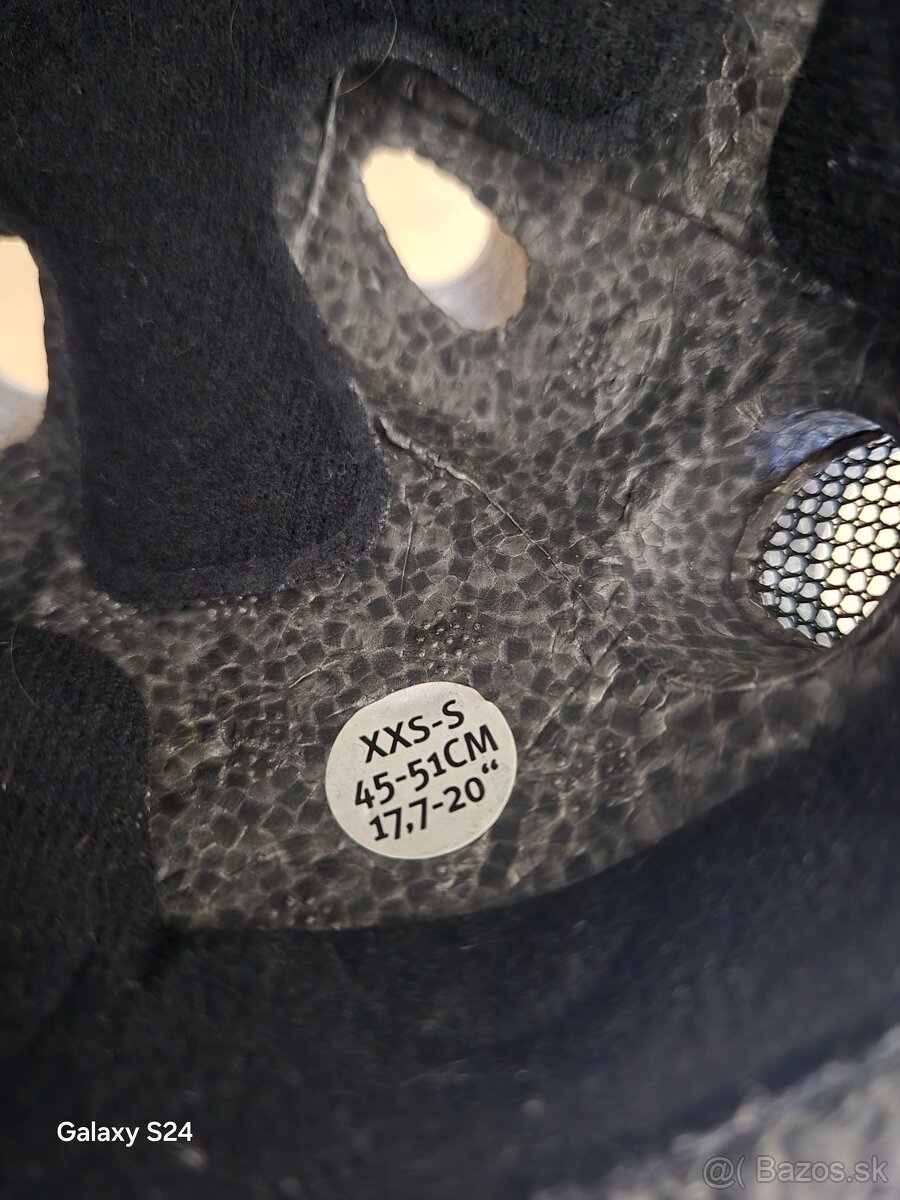 XXS-S
45-51CM
17,7-20“
Galaxy S24
@( Bazos.sk